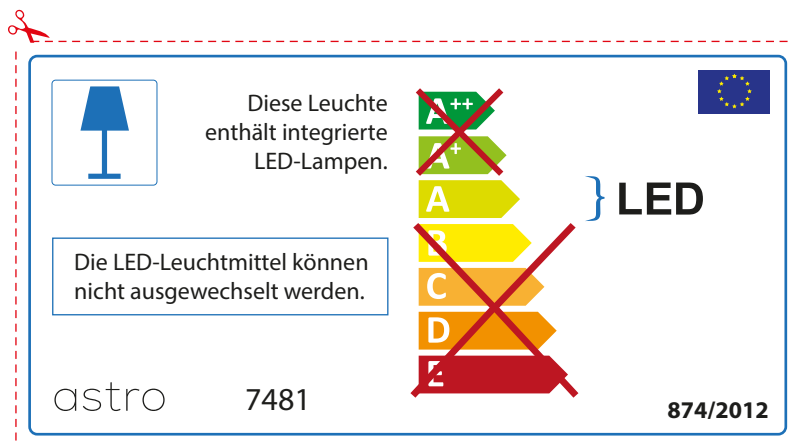 Diese Leuchte
enthält integrierte
LED-Lampen.
Die LED-Leuchtmittel können
nicht ausgewechselt werden.
A++
A+
A
B
C
D
E
LED
astro
7481
874/2012